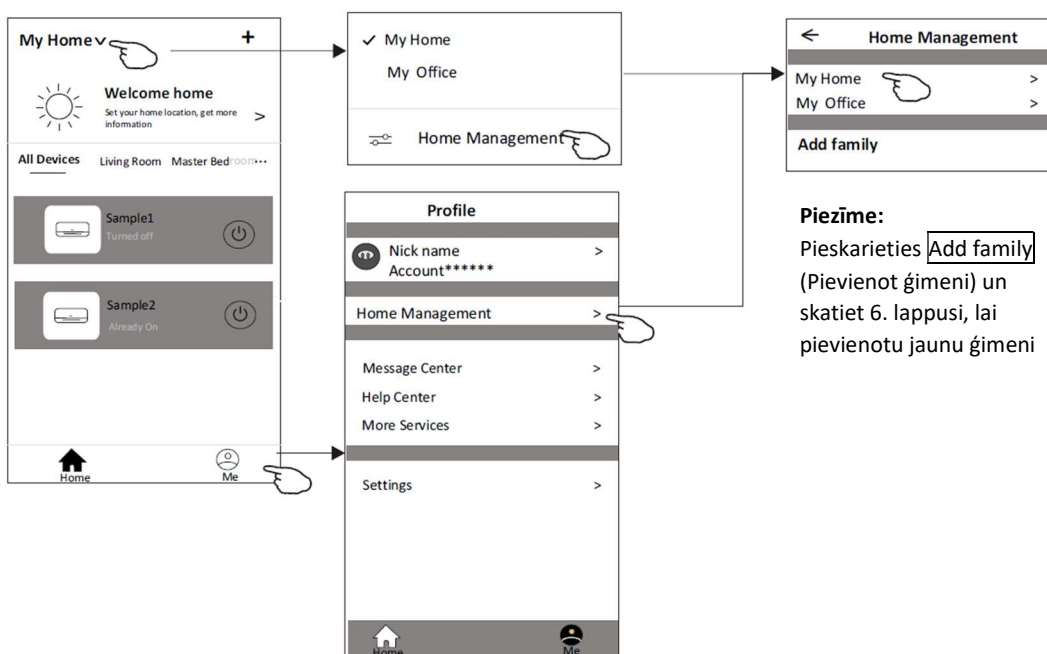 My Home
+
Welcome home
Set your home location, get more
information
>
All Devices Living Room Master Bedroom...
Sample1
Turned off
Sample2
Already On
Home
Me
✓ My Home
My Office
Home Management
Profile
Nick name >
Account******
Home Management >
Message Center >
Help Center >
More Services >
Settings >
Home
Me
← Home Management
My Home >
My Office >
Add family
Piezīme:
Pieskarieties Add family
(Pievienot ģimeni) un
skatiet 6. lappusi, lai
pievienotu jaunu ģimeni